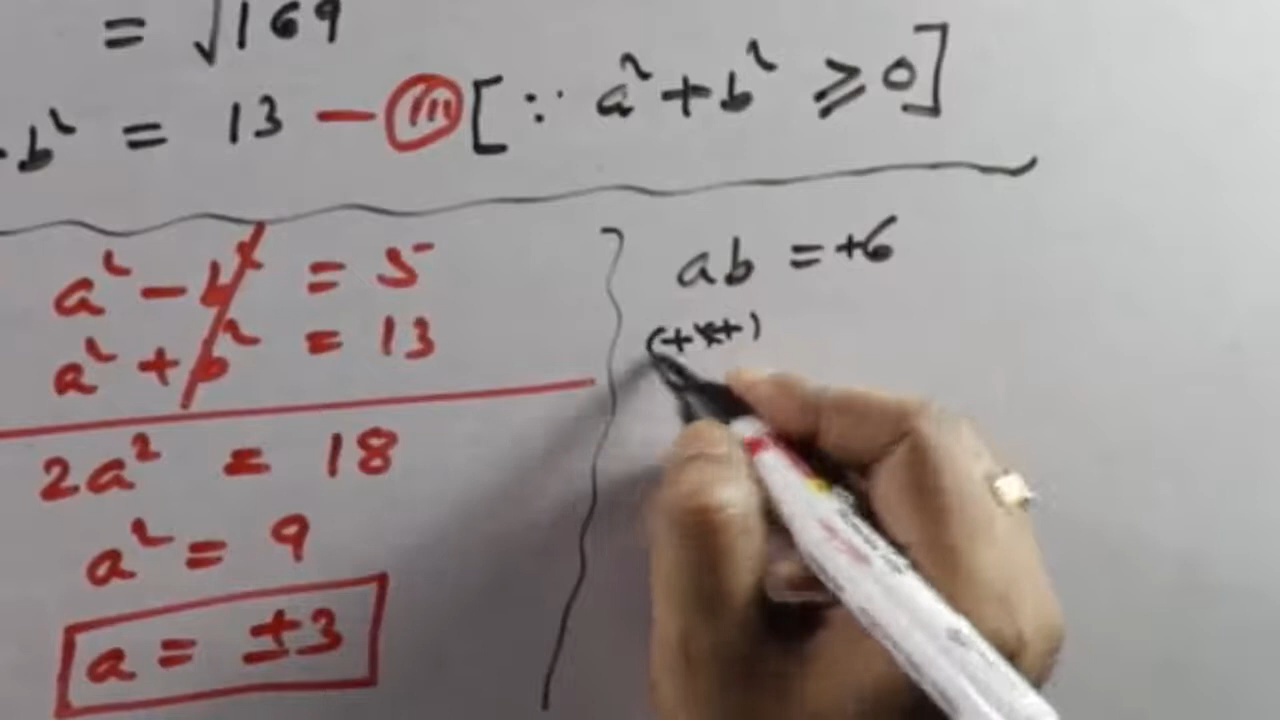 = √169
b² = 13 — (III) [∵ a² + b² ≥ 0]
a² - b² = 5
a² + b² = 13
2a² = 18
a² = 9
a = ±3
ab = +6
(+)(+)